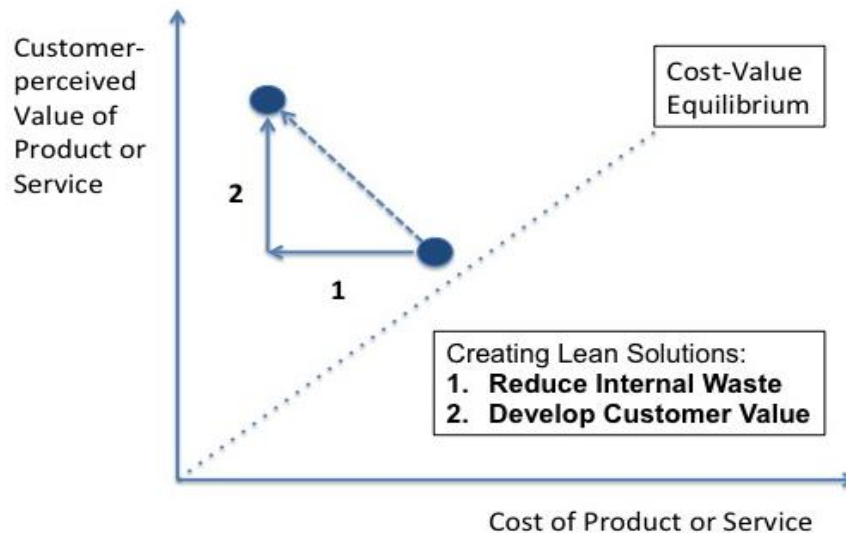 Customer-
perceived
Value of
Product or
Service
Cost-Value
Equilibrium
2
1
Creating Lean Solutions:
1. Reduce Internal Waste
2. Develop Customer Value
Cost of Product or Service